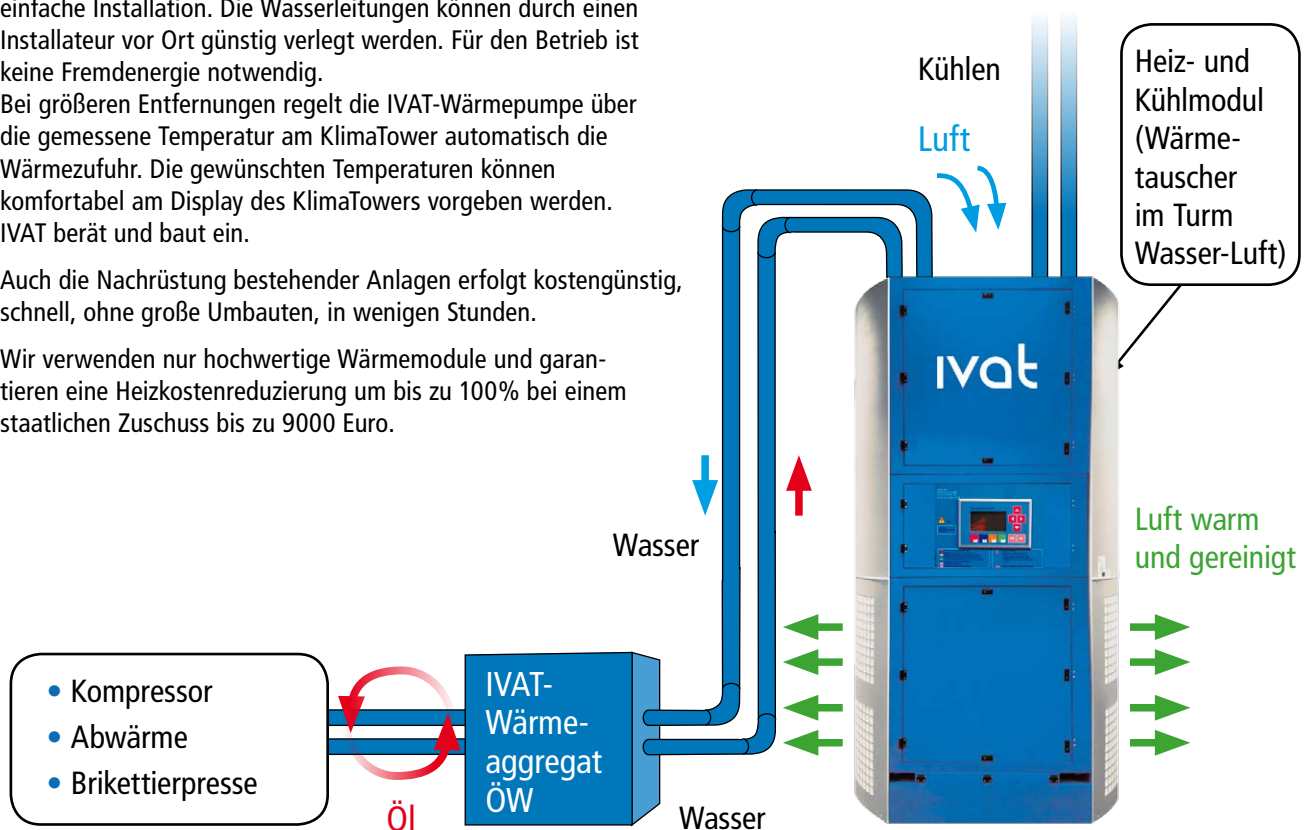 einfache Installation. Die Wasserleitungen können durch einen
Installateur vor Ort günstig verlegt werden. Für den Betrieb ist
keine Fremdenergie notwendig.
Bei größeren Entfernungen regelt die IVAT-Wärmepumpe über
die gemessene Temperatur am KlimaTower automatisch die
Wärmezufuhr. Die gewünschten Temperaturen können
komfortabel am Display des KlimaTowers vorgeben werden.
IVAT berät und baut ein.
Auch die Nachrüstung bestehender Anlagen erfolgt kostengünstig,
schnell, ohne große Umbauten, in wenigen Stunden.
Wir verwenden nur hochwertige Wärmemodule und garan-
tieren eine Heizkostenreduzierung um bis zu 100% bei einem
staatlichen Zuschuss bis zu 9000 Euro.
Kühlen
Luft
Heiz- und
Kühlmodul
(Wärme-
tauscher
im Turm
Wasser-Luft)
ivat
Luft warm
und gereinigt
Wasser
• Kompressor
• Abwärme
• Brikettierpresse
Öl
IVAT-
Wärme-
aggregat
ÖW
Wasser